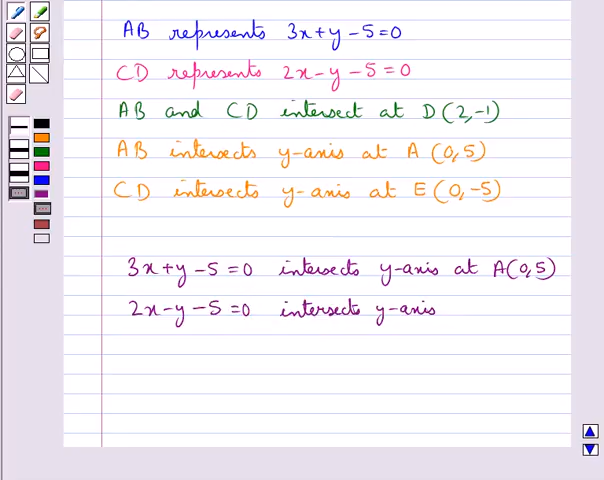 AB represents 3x+y-5=0
CD represents 2x-y-5=0
AB and CD intersect at D(2,-1)
AB intersects y-axis at A (0,5)
CD intersects y-axis at E (0,-5)
3x+y-5=0 intersects y-axis at A(0,5)
2x-y-5=0 intersects y-axis